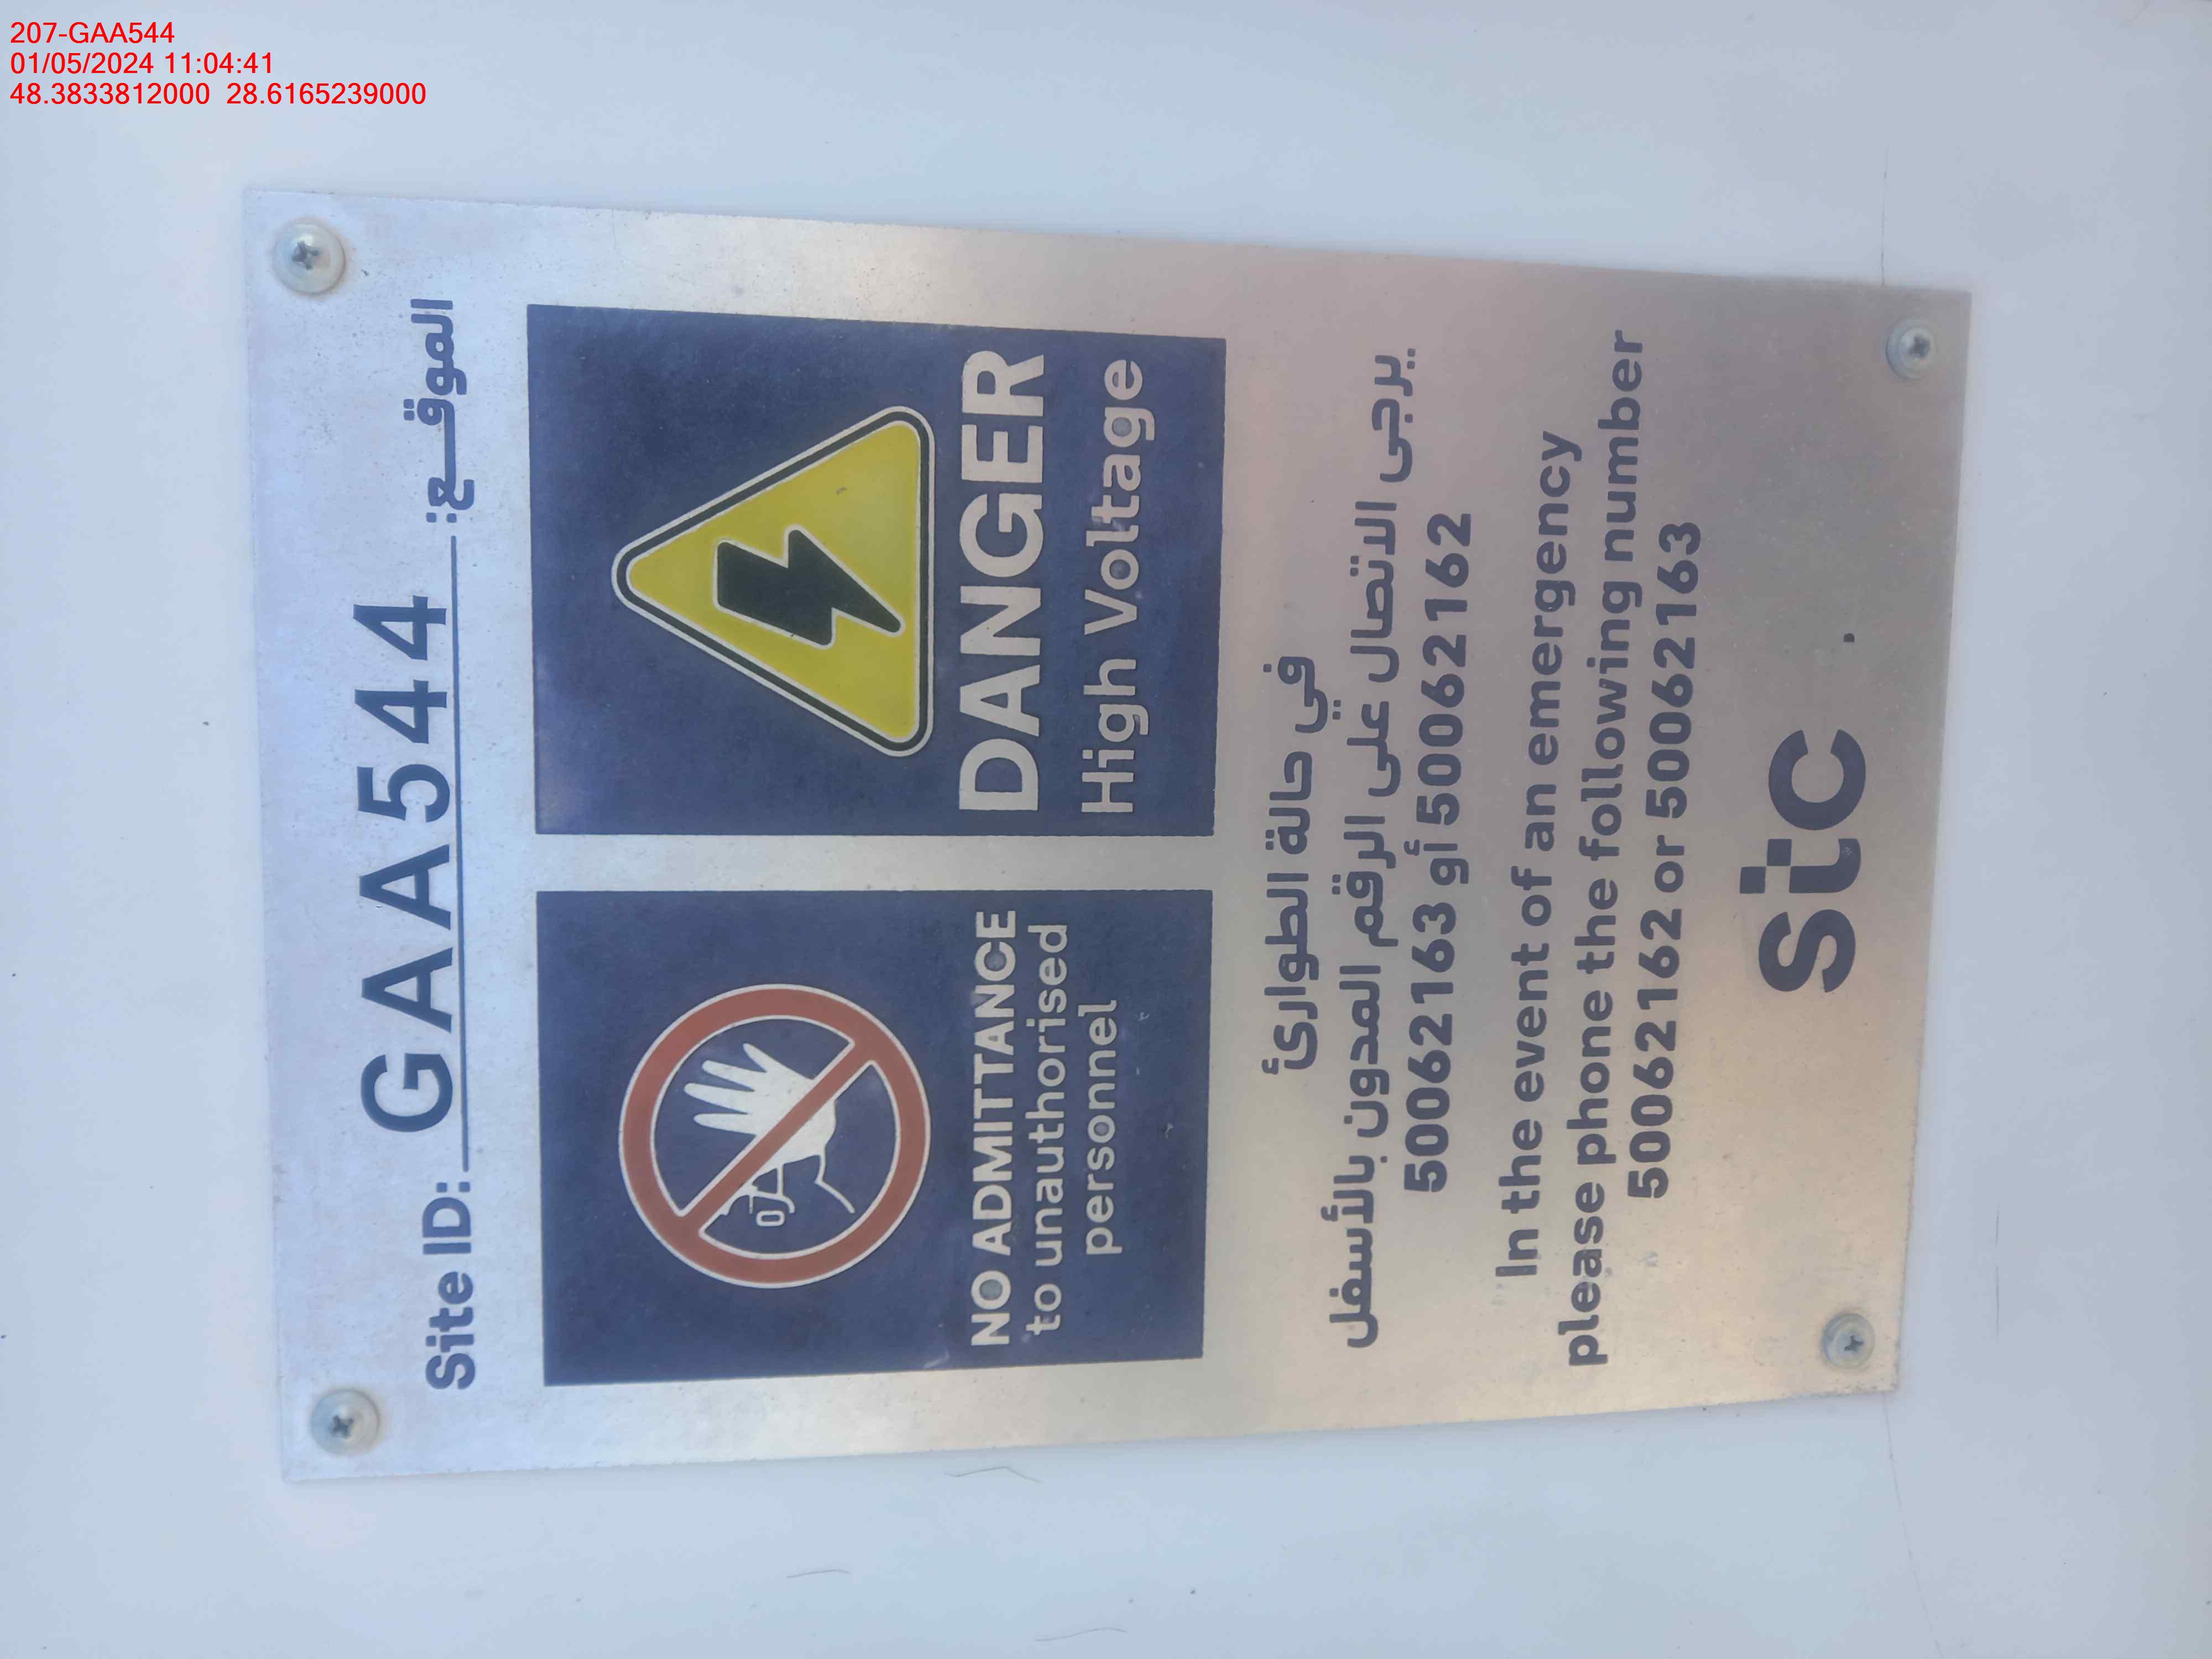 207-GAA544
01/05/2024 11:04:41
48.3833812000 28.6165239000
Site ID: GAA544 الموقع:
NO ADMITTANCE
to unauthorised
personnel
DANGER
High Voltage
في حالة الطوارئ
يرجى الاتصال على الرقم المدون بالأسفل
50062163 أو 50062162
In the event of an emergency
please phone the following number
50062162 or 50062163
stc